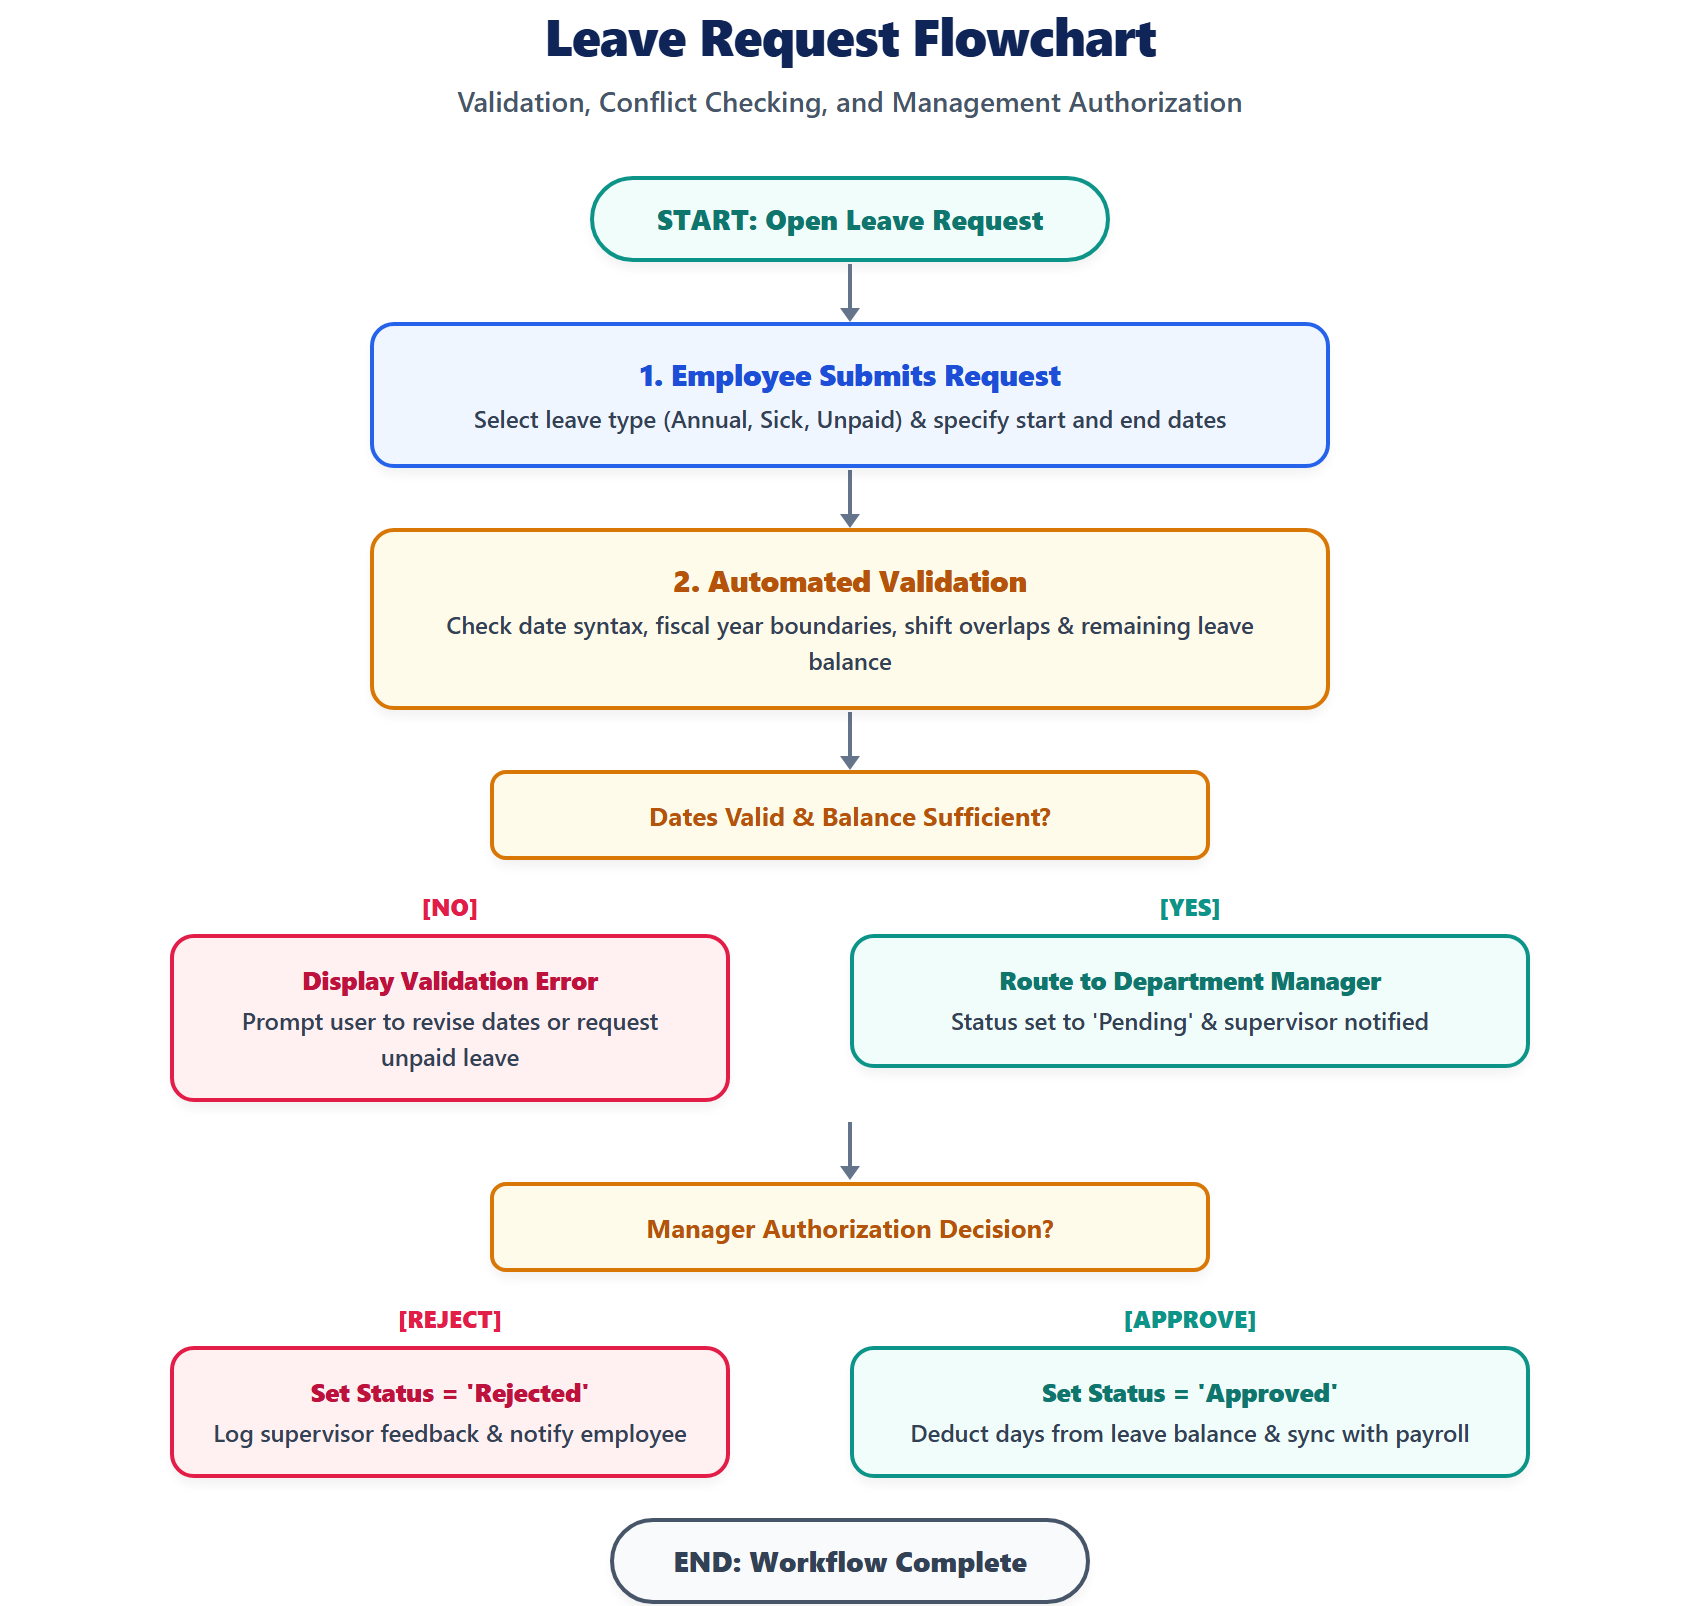 Leave Request Flowchart
Validation, Conflict Checking, and Management Authorization
START: Open Leave Request
1. Employee Submits Request
Select leave type (Annual, Sick, Unpaid) & specify start and end dates
2. Automated Validation
Check date syntax, fiscal year boundaries, shift overlaps & remaining leave
balance
Dates Valid & Balance Sufficient?
[NO]
Display Validation Error
Prompt user to revise dates or request
unpaid leave
[YES]
Route to Department Manager
Status set to 'Pending' & supervisor notified
Manager Authorization Decision?
[REJECT]
Set Status = 'Rejected'
Log supervisor feedback & notify employee
[APPROVE]
Set Status = 'Approved'
Deduct days from leave balance & sync with payroll
END: Workflow Complete